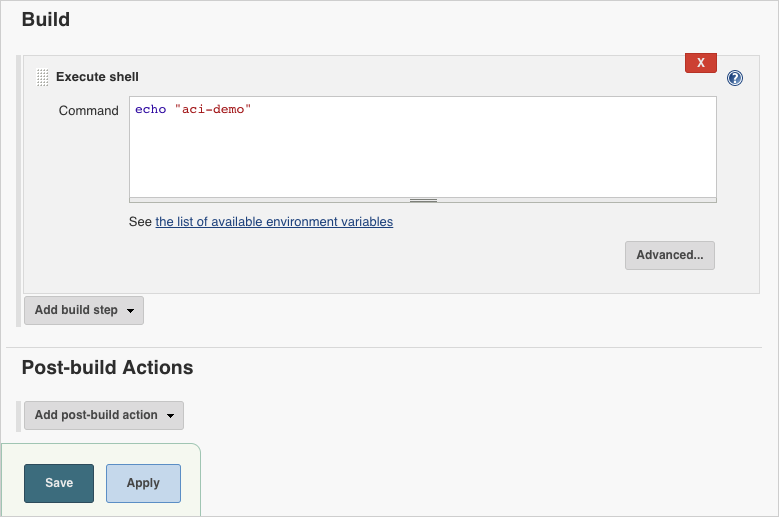 Build
X
Execute shell
?
Command
echo "aci-demo"
See the list of available environment variables
Advanced...
Add build step
Post-build Actions
Add post-build action
Save Apply